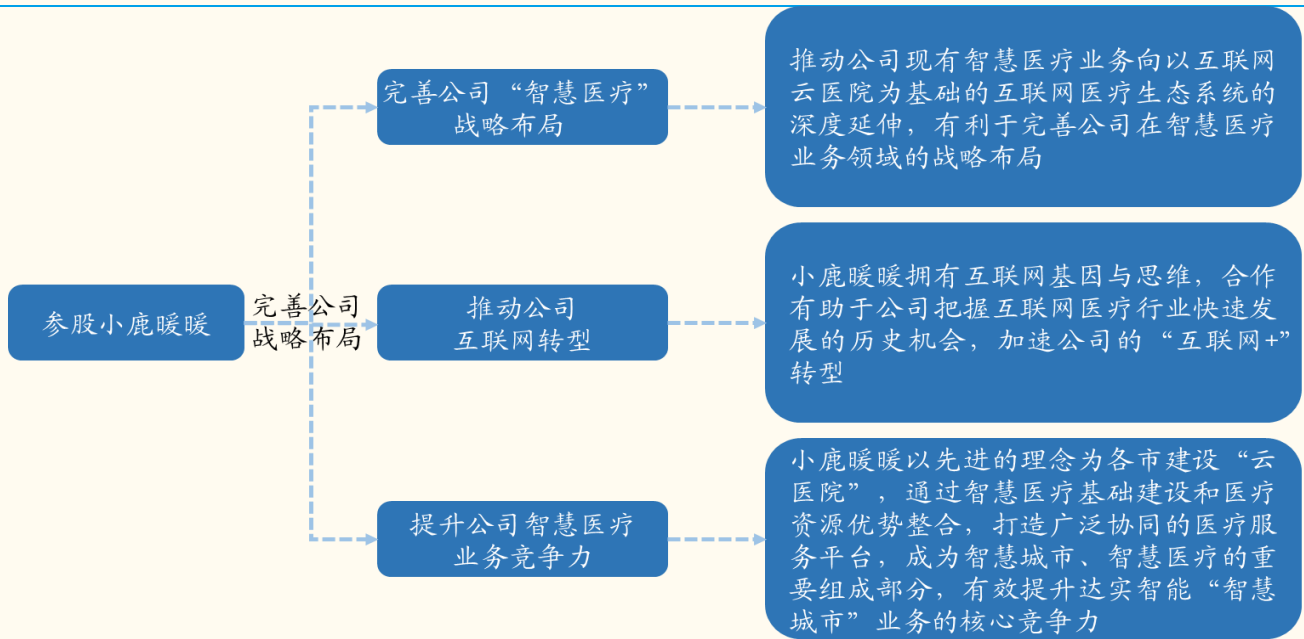 参股小鹿暖暖
完善公司
战略布局
完善公司“智慧医疗”
战略布局
推动公司现有智慧医疗业务向以互联网
云医院为基础的互联网医疗生态系统的
深度延伸，有利于完善公司在智慧医疗
业务领域的战略布局
推动公司
互联网转型
小鹿暖暖拥有互联网基因与思维，合作
有助于公司把握互联网医疗行业快速发
展的历史机会，加速公司的“互联网+”
转型
提升公司智慧医疗
业务竞争力
小鹿暖暖以先进的理念为各市建设“云
医院”，通过智慧医疗基础建设和医疗
资源优势整合，打造广泛协同的医疗服
务平台，成为智慧城市、智慧医疗的重
要组成部分，有效提升达实智能“智慧
城市”业务的核心竞争力